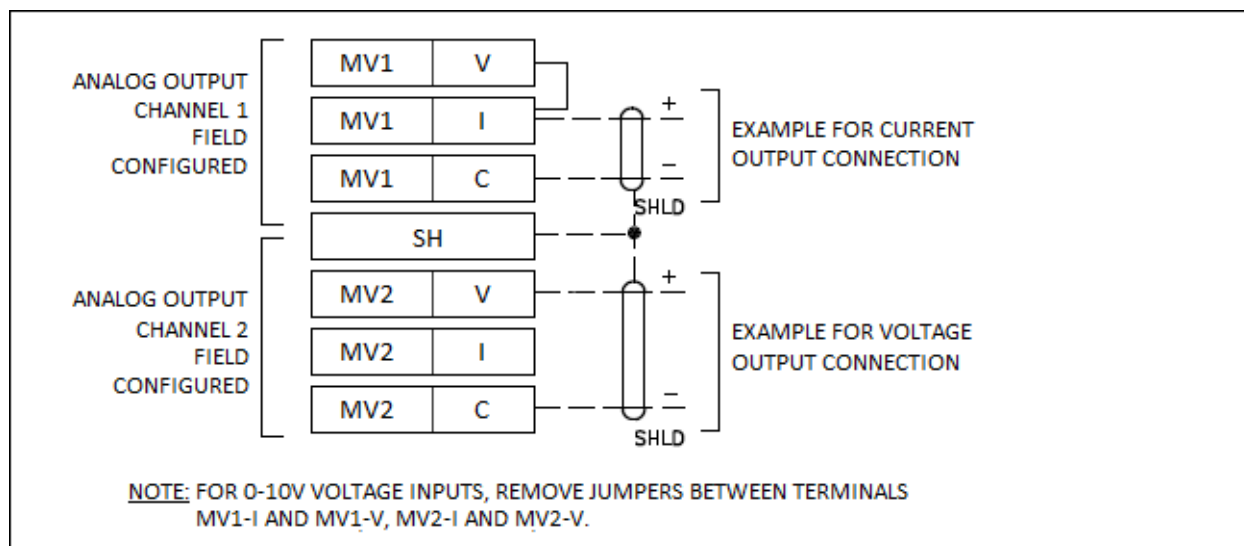 ANALOG OUTPUT
CHANNEL 1
FIELD
CONFIGURED
MV1 V
MV1 I
MV1 C
+
−
SHLD
EXAMPLE FOR CURRENT
OUTPUT CONNECTION
SH
ANALOG OUTPUT
CHANNEL 2
FIELD
CONFIGURED
MV2 V
MV2 I
MV2 C
+
−
SHLD
EXAMPLE FOR VOLTAGE
OUTPUT CONNECTION
NOTE: FOR 0-10V VOLTAGE INPUTS, REMOVE JUMPERS BETWEEN TERMINALS
MV1-I AND MV1-V, MV2-I AND MV2-V.